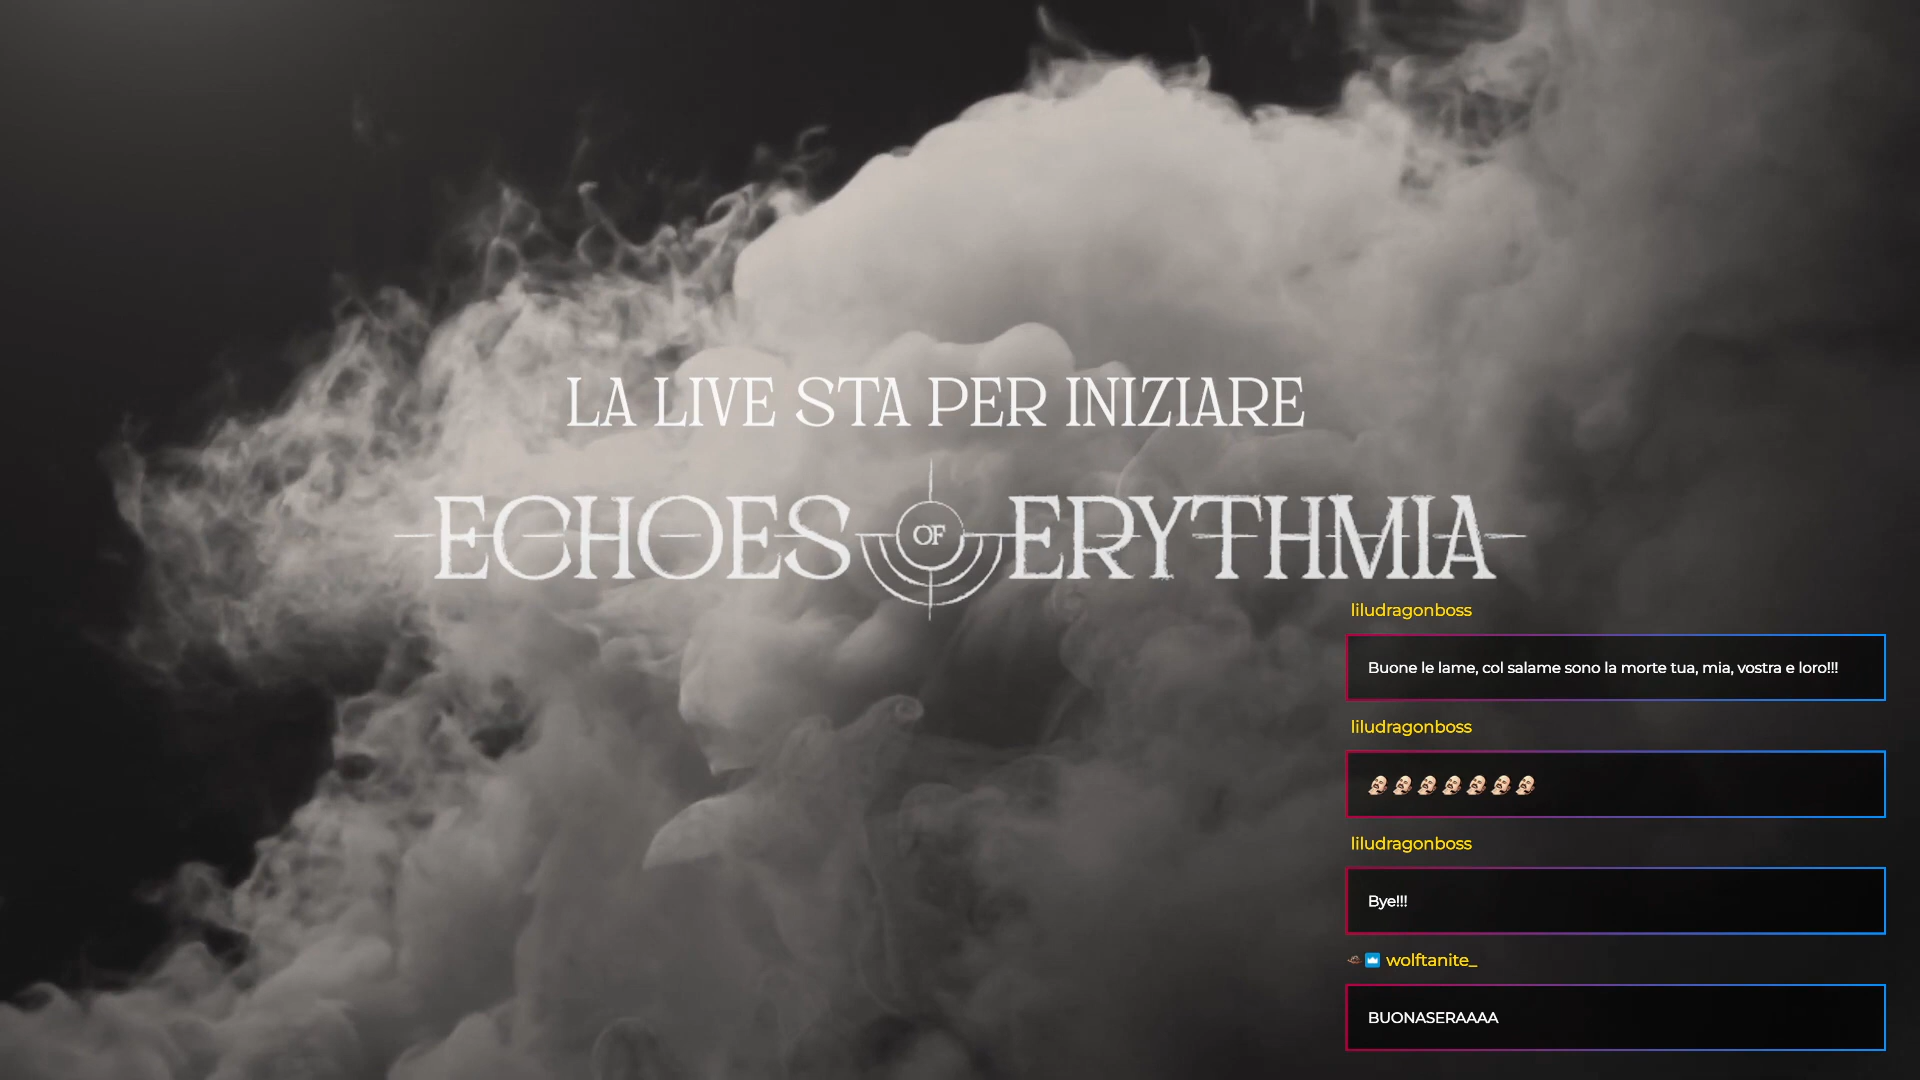 LA LIVE STA PER INIZIARE
ECHOES OF ERYTHMIA
liludragonboss
Buone le lame, col salame sono la morte tua, mia, vostra e loro!!!
liludragonboss
liludragonboss
Bye!!!
wolftanite_
BUONASERAAAA